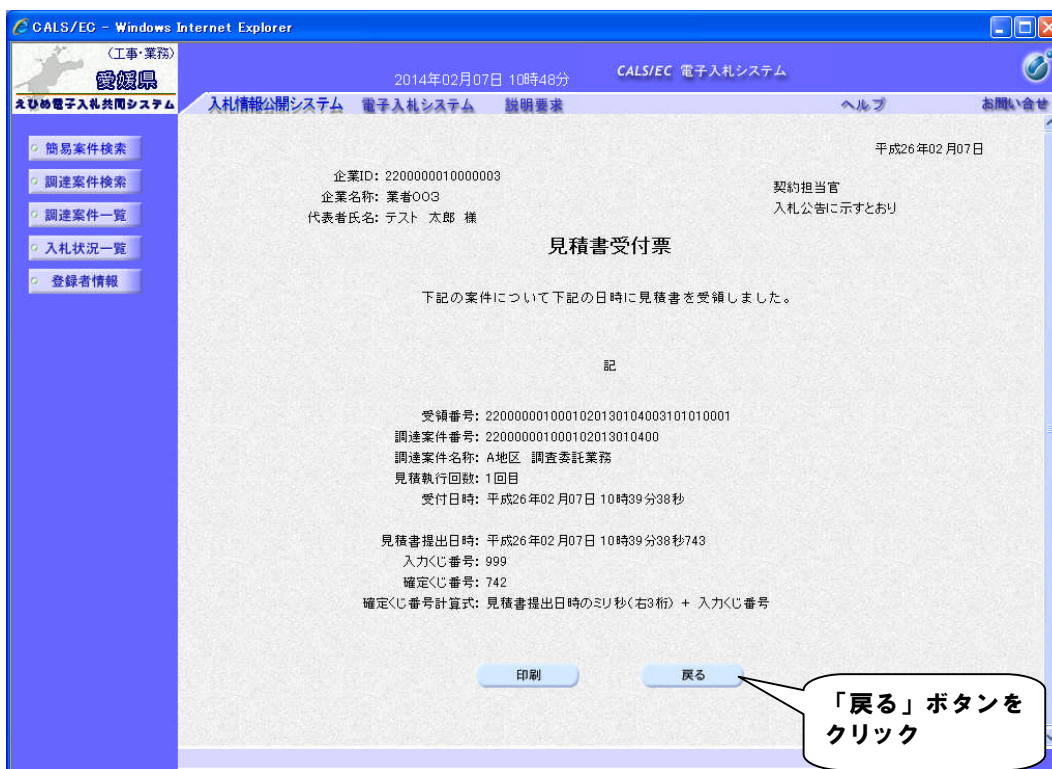 CALS/EC - Windows Internet Explorer
(工事・業務)
愛媛県
えひめ電子入札共同システム
2014年02月07日 10時48分
CALS/EC 電子入札システム
入札情報公開システム 電子入札システム 説明要求 ヘルプ お問い合せ
簡易案件検索
調達案件検索
調達案件一覧
入札状況一覧
登録者情報
平成26年02月07日
企業ID: 2200000010000003
企業名称: 業者003
代表者氏名: テスト 太郎 様
契約担当官
入札公告に示すとおり
見積書受付票
下記の案件について下記の日時に見積書を受領しました。
記
受領番号: 22000000100010201301040031010​10001
調達案件番号: 2200000010001020130​10400
調達案件名称: A地区 調査委託業務
見積執行回数: 1回目
受付日時: 平成26年02月07日 10時39分38秒
見積書提出日時: 平成26年02月07日 10時39分38秒743
入力くじ番号: 999
確定くじ番号: 742
確定くじ番号計算式: 見積書提出日時のミリ秒(右3桁) + 入力くじ番号
印刷 戻る
「戻る」ボタンを
クリック